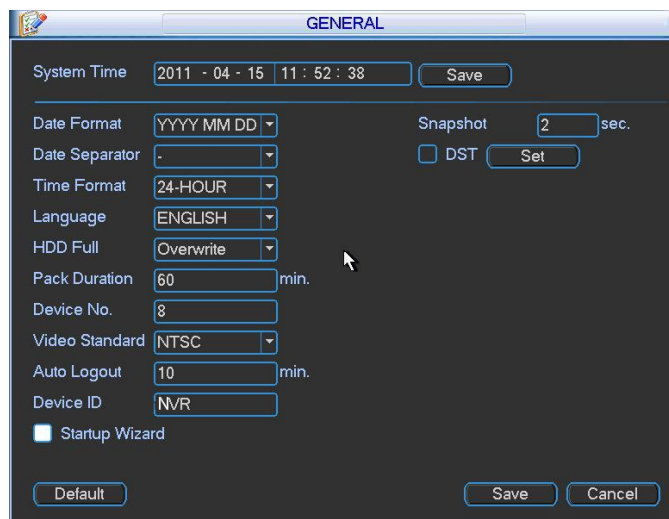 GENERAL
System Time 2011 - 04 - 15 11 : 52 : 38 Save
Date Format YYYY MM DD Snapshot 2 sec.
Date Separator - DST Set
Time Format 24-HOUR
Language ENGLISH
HDD Full Overwrite
Pack Duration 60 min.
Device No. 8
Video Standard NTSC
Auto Logout 10 min.
Device ID NVR
Startup Wizard
Default Save Cancel